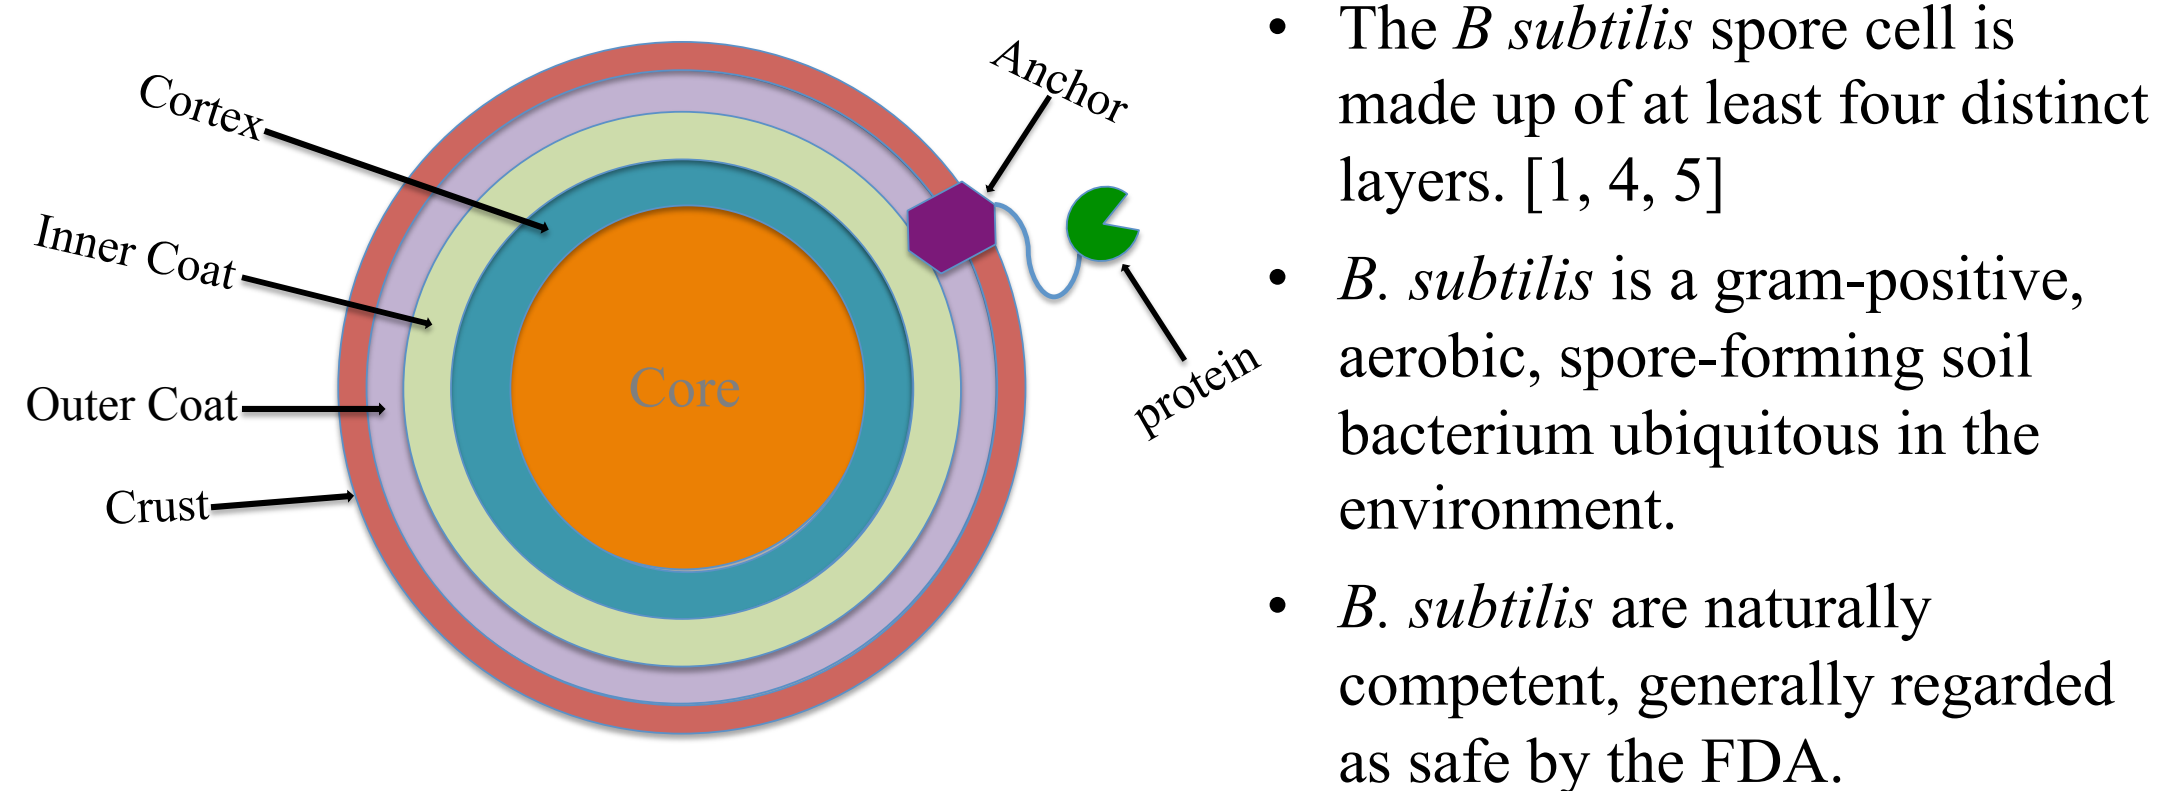 Cortex
Inner Coat
Outer Coat
Crust
Core
Anchor
protein
• The B subtilis spore cell is
made up of at least four distinct
layers. [1, 4, 5]
• B. subtilis is a gram-positive,
aerobic, spore-forming soil
bacterium ubiquitous in the
environment.
• B. subtilis are naturally
competent, generally regarded
as safe by the FDA.